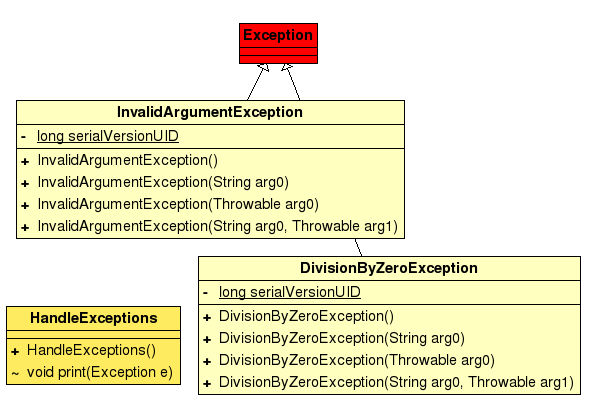 Exception
InvalidArgumentException
- long serialVersionUID
+ InvalidArgumentException()
+ InvalidArgumentException(String arg0)
+ InvalidArgumentException(Throwable arg0)
+ InvalidArgumentException(String arg0, Throwable arg1)
DivisionByZeroException
- long serialVersionUID
+ DivisionByZeroException()
+ DivisionByZeroException(String arg0)
+ DivisionByZeroException(Throwable arg0)
+ DivisionByZeroException(String arg0, Throwable arg1)
HandleExceptions
+ HandleExceptions()
~ void print(Exception e)